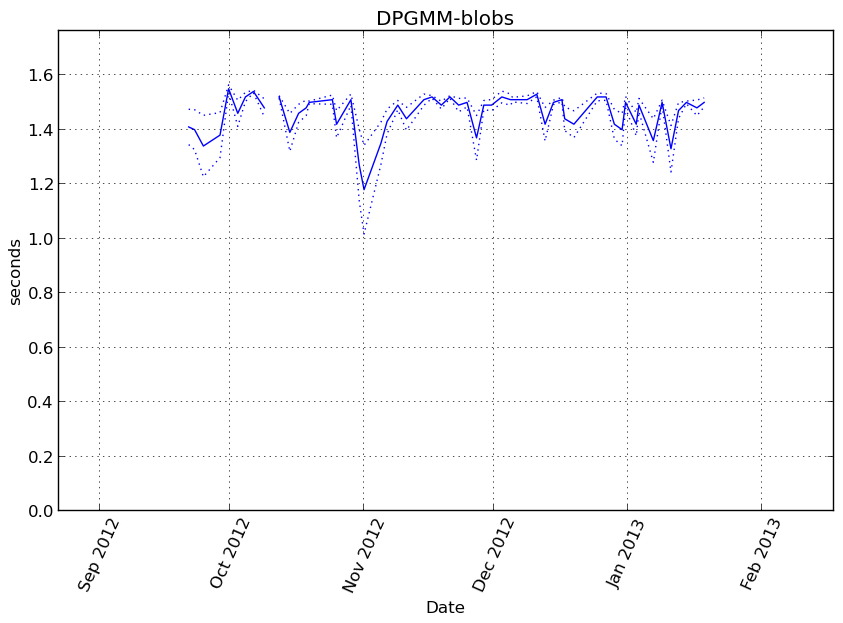 DPGMM-blobs
1.6
1.4
1.2
1.0
0.8
0.6
0.4
0.2
0.0
seconds
Sep 2012
Oct 2012
Nov 2012
Dec 2012
Jan 2013
Feb 2013
Date